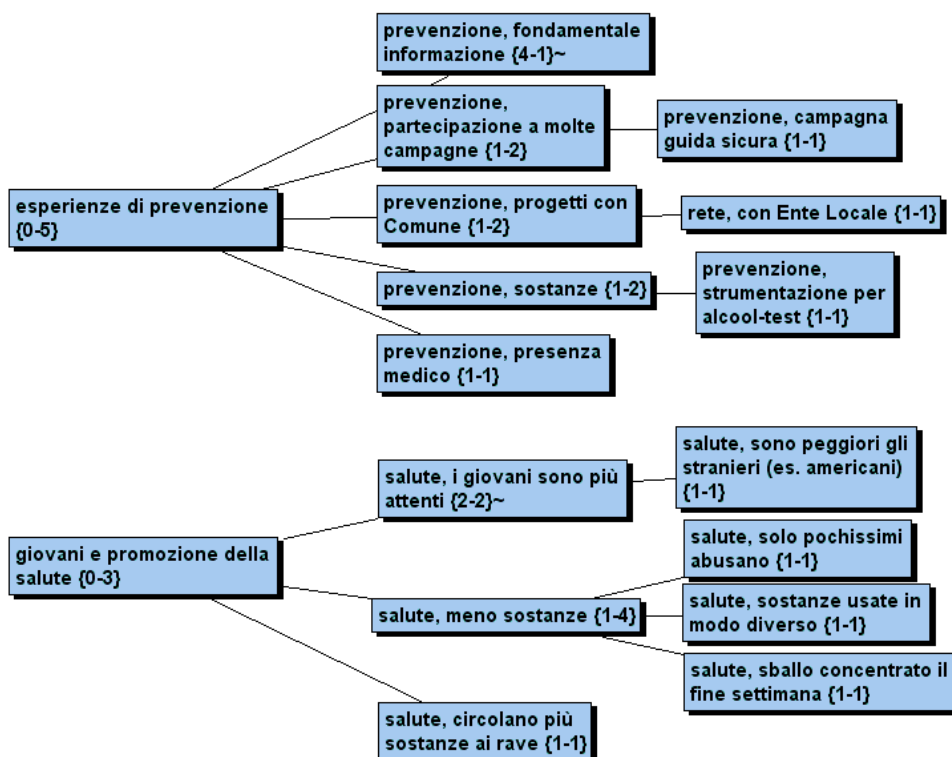 prevenzione, fondamentale
informazione {4-1}~
prevenzione,
partecipazione a molte
campagne {1-2}
prevenzione, campagna
guida sicura {1-1}
esperienze di prevenzione
{0-5}
prevenzione, progetti con
Comune {1-2}
rete, con Ente Locale {1-1}
prevenzione, sostanze {1-2}
prevenzione,
strumentazione per
alcool-test {1-1}
prevenzione, presenza
medico {1-1}
salute, i giovani sono più
attenti {2-2}~
salute, sono peggiori gli
stranieri (es. americani)
{1-1}
giovani e promozione della
salute {0-3}
salute, meno sostanze {1-4}
salute, solo pochissimi
abusano {1-1}
salute, sostanze usate in
modo diverso {1-1}
salute, sballo concentrato il
fine settimana {1-1}
salute, circolano più
sostanze ai rave {1-1}